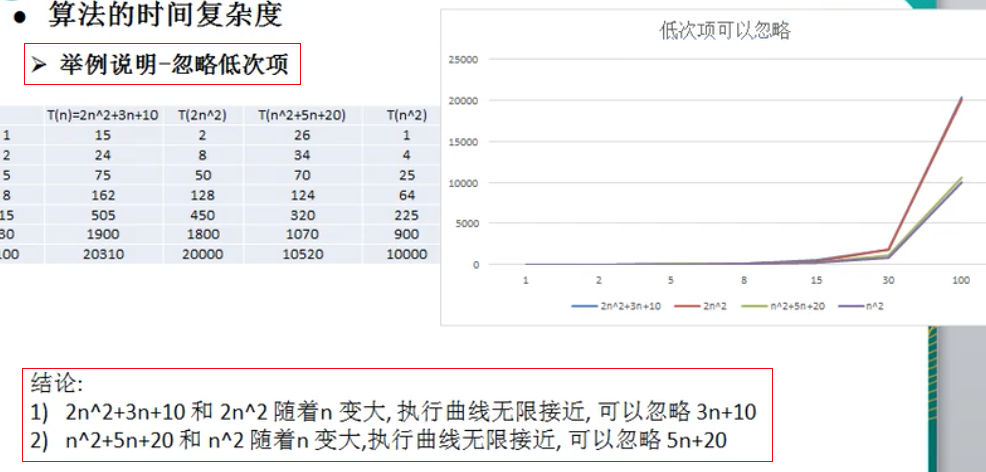 ● 算法的时间复杂度
➢ 举例说明-忽略低次项
T(n)=2n^2+3n+10 T(2n^2) T(n^2+5n+20) T(n^2)
1 15 2 26 1
2 24 8 34 4
5 75 50 70 25
8 162 128 124 64
15 505 450 320 225
30 1900 1800 1070 900
100 20310 20000 10520 10000
低次项可以忽略
25000
20000
15000
10000
5000
0
1 2 5 8 15 30 100
2n^2+3n+10 2n^2 n^2+5n+20 n^2
结论:
1) 2n^2+3n+10 和 2n^2 随着n 变大, 执行曲线无限接近, 可以忽略 3n+10
2) n^2+5n+20 和 n^2 随着n 变大,执行曲线无限接近, 可以忽略 5n+20